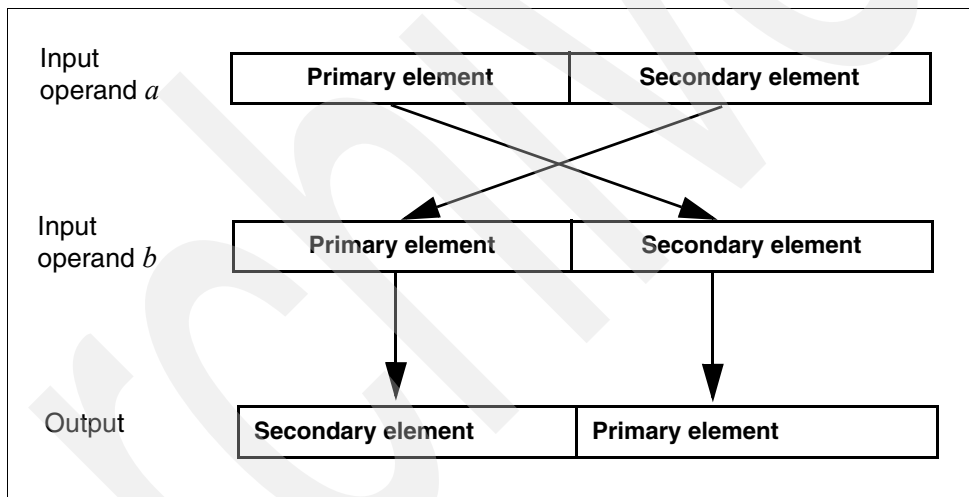 Input
operand a
Primary element Secondary element
Input
operand b
Primary element Secondary element
Output
Secondary element Primary element